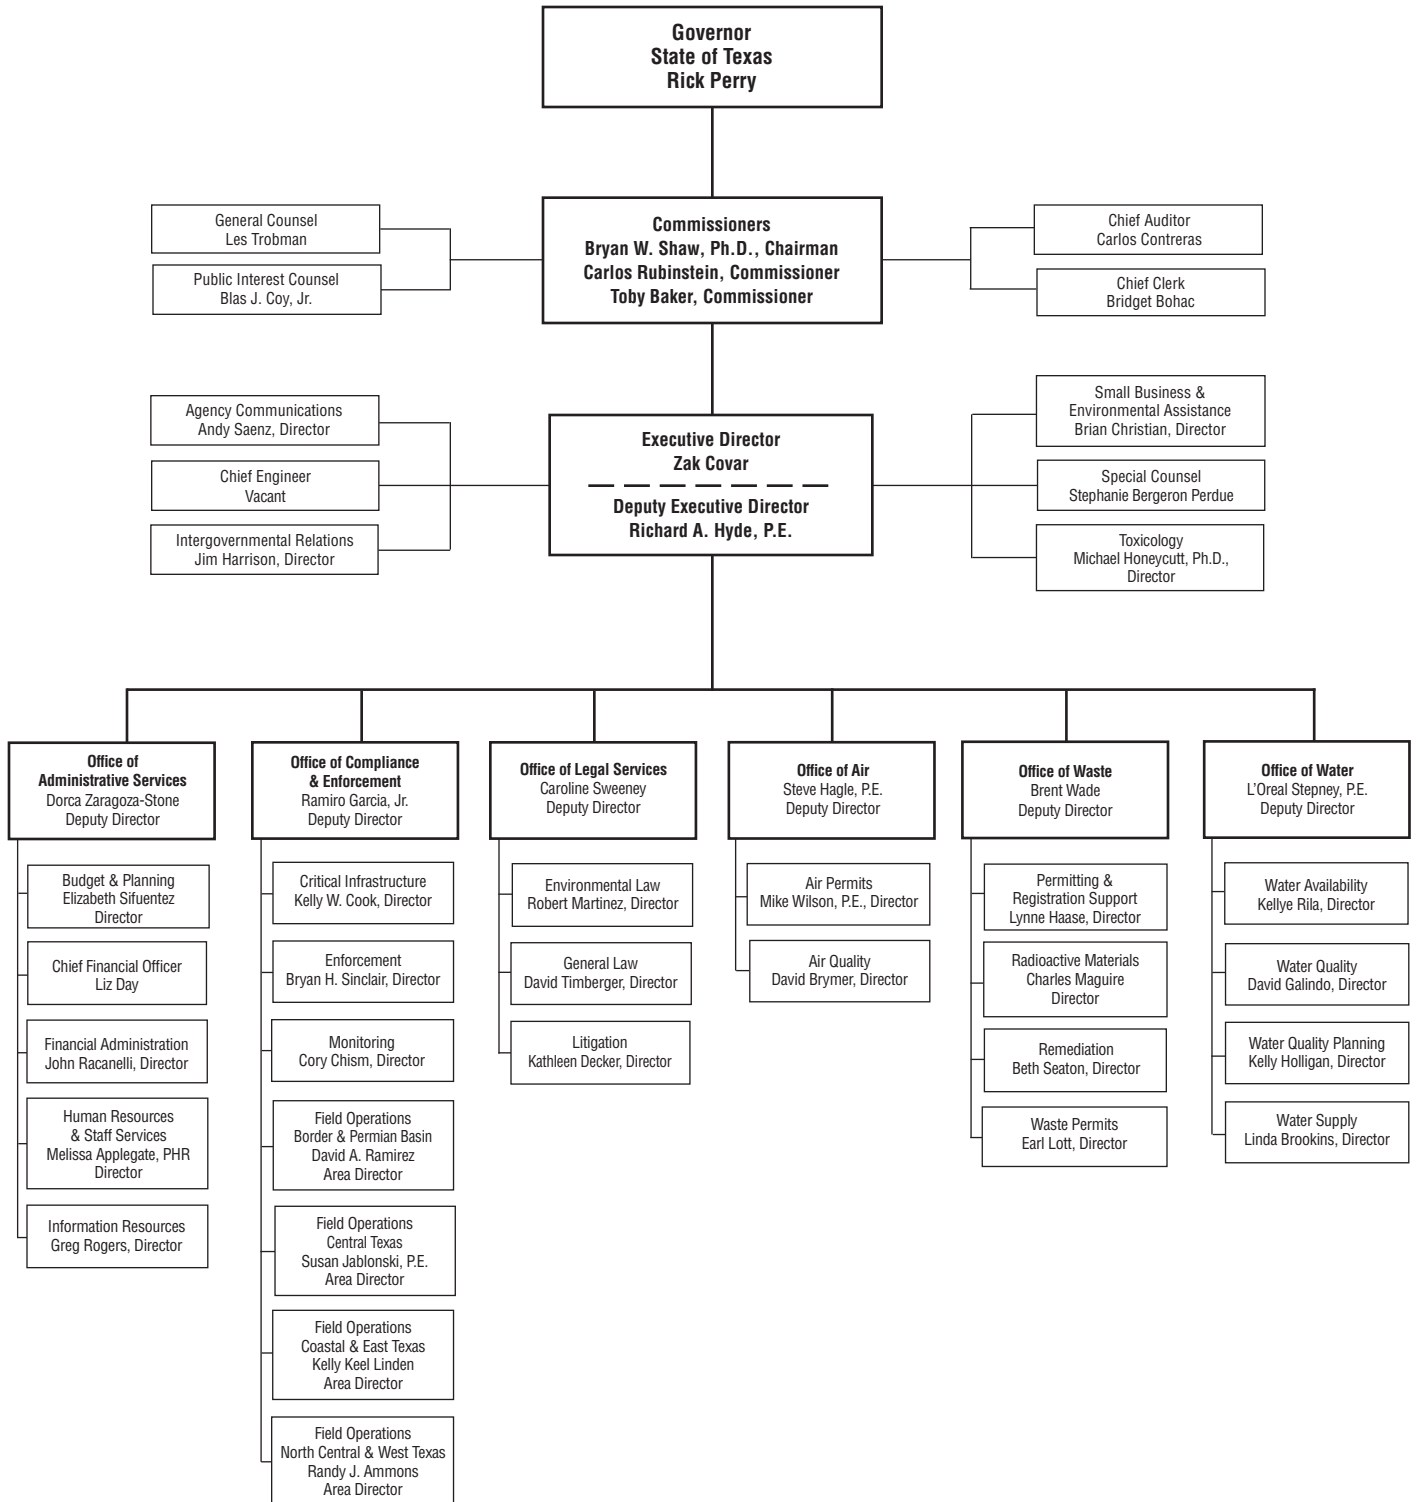 Governor
State of Texas
Rick Perry
General Counsel
Les Trobman
Public Interest Counsel
Blas J. Coy, Jr.
Commissioners
Bryan W. Shaw, Ph.D., Chairman
Carlos Rubinstein, Commissioner
Toby Baker, Commissioner
Chief Auditor
Carlos Contreras
Chief Clerk
Bridget Bohac
Agency Communications
Andy Saenz, Director
Chief Engineer
Vacant
Intergovernmental Relations
Jim Harrison, Director
Executive Director
Zak Covar
Deputy Executive Director
Richard A. Hyde, P.E.
Small Business &
Environmental Assistance
Brian Christian, Director
Special Counsel
Stephanie Bergeron Perdue
Toxicology
Michael Honeycutt, Ph.D.,
Director
Office of
Administrative Services
Dorca Zaragoza-Stone
Deputy Director
Budget & Planning
Elizabeth Sifuentez
Director
Chief Financial Officer
Liz Day
Financial Administration
John Racanelli, Director
Human Resources
& Staff Services
Melissa Applegate, PHR
Director
Information Resources
Greg Rogers, Director
Office of Compliance
& Enforcement
Ramiro Garcia, Jr.
Deputy Director
Critical Infrastructure
Kelly W. Cook, Director
Enforcement
Bryan H. Sinclair, Director
Monitoring
Cory Chism, Director
Field Operations
Border & Permian Basin
David A. Ramirez
Area Director
Field Operations
Central Texas
Susan Jablonski, P.E.
Area Director
Field Operations
Coastal & East Texas
Kelly Keel Linden
Area Director
Field Operations
North Central & West Texas
Randy J. Ammons
Area Director
Office of Legal Services
Caroline Sweeney
Deputy Director
Environmental Law
Robert Martinez, Director
General Law
David Timberger, Director
Litigation
Kathleen Decker, Director
Office of Air
Steve Hagle, P.E.
Deputy Director
Air Permits
Mike Wilson, P.E., Director
Air Quality
David Brymer, Director
Office of Waste
Brent Wade
Deputy Director
Permitting &
Registration Support
Lynne Haase, Director
Radioactive Materials
Charles Maguire
Director
Remediation
Beth Seaton, Director
Waste Permits
Earl Lott, Director
Office of Water
L'Oreal Stepney, P.E.
Deputy Director
Water Availability
Kellye Rila, Director
Water Quality
David Galindo, Director
Water Quality Planning
Kelly Holligan, Director
Water Supply
Linda Brookins, Director